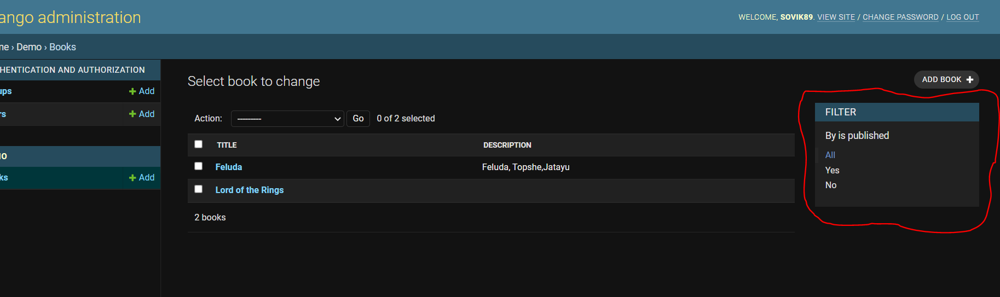 ango administration
WELCOME, SOVIK89. VIEW SITE / CHANGE PASSWORD / LOG OUT
me › Demo › Books
HENTICATION AND AUTHORIZATION
Select book to change
ADD BOOK
ups Add
Action: --------- Go 0 of 2 selected
FILTER
rs Add
By is published
TITLE DESCRIPTION
All
O
Feluda Feluda, Topshe,Jatayu
Yes
ks Add
No
Lord of the Rings
2 books